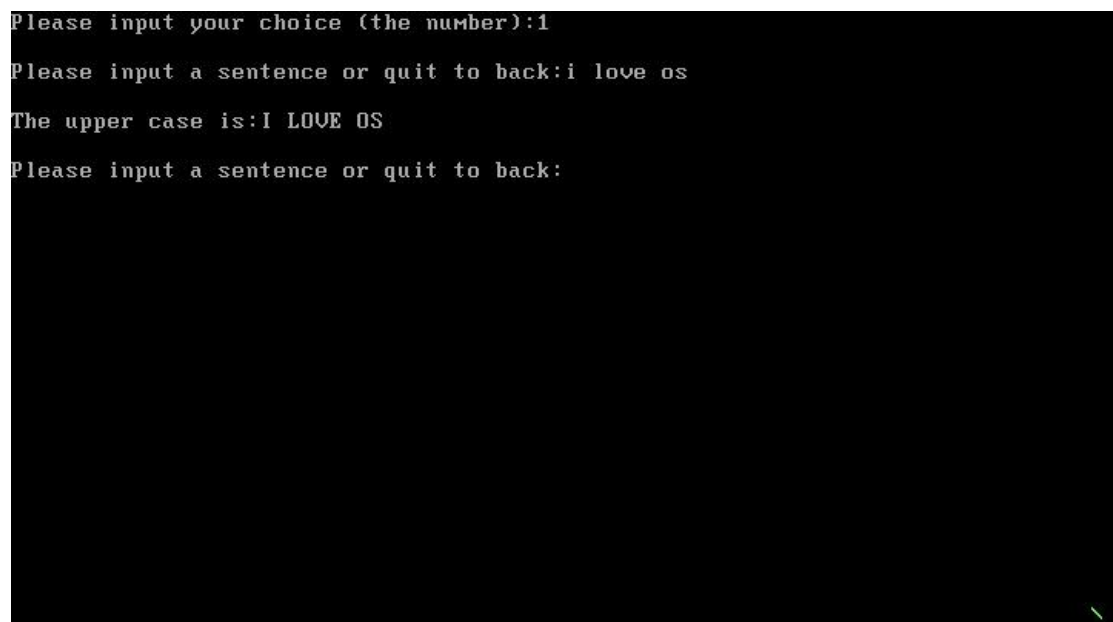 Please input your choice (the number):1
Please input a sentence or quit to back:i love os
The upper case is:I LOVE OS
Please input a sentence or quit to back:
\